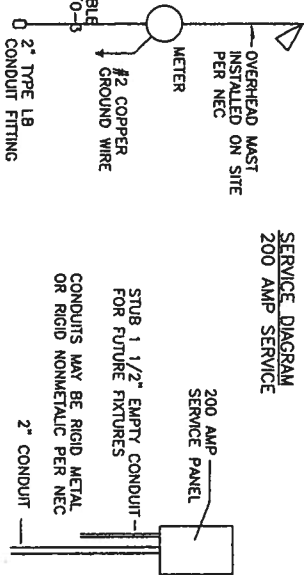 SERVICE DIAGRAM
200 AMP SERVICE
OVERHEAD MAST
INSTALLED ON SITE
PER NEC
METER
#2 COPPER
GROUND WIRE
2" TYPE LB
CONDUIT FITTING
200 AMP
SERVICE PANEL
STUB 1 1/2" EMPTY CONDUIT
FOR FUTURE FIXTURES
CONDUITS MAY BE RIGID METAL
OR RIGID NONMETALIC PER NEC
2" CONDUIT